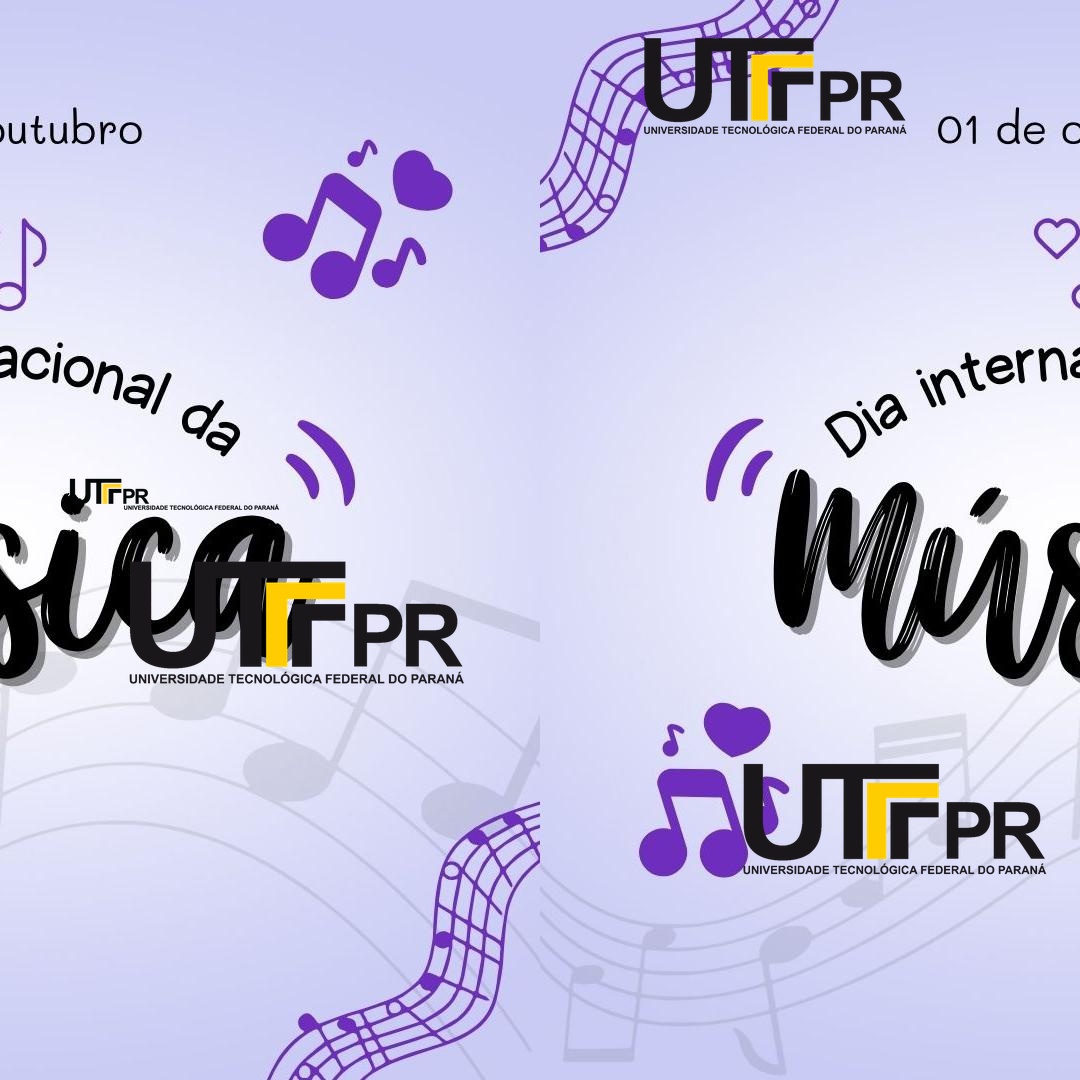 UTFPR
UNIVERSIDADE TECNOLÓGICA FEDERAL DO PARANÁ
outubro
01 de o
acional da
Dia interna
UTFPR
UNIVERSIDADE TECNOLÓGICA FEDERAL DO PARANÁ
sica
Mús
UTFPR
UNIVERSIDADE TECNOLÓGICA FEDERAL DO PARANÁ
UTFPR
UNIVERSIDADE TECNOLÓGICA FEDERAL DO PARANÁ